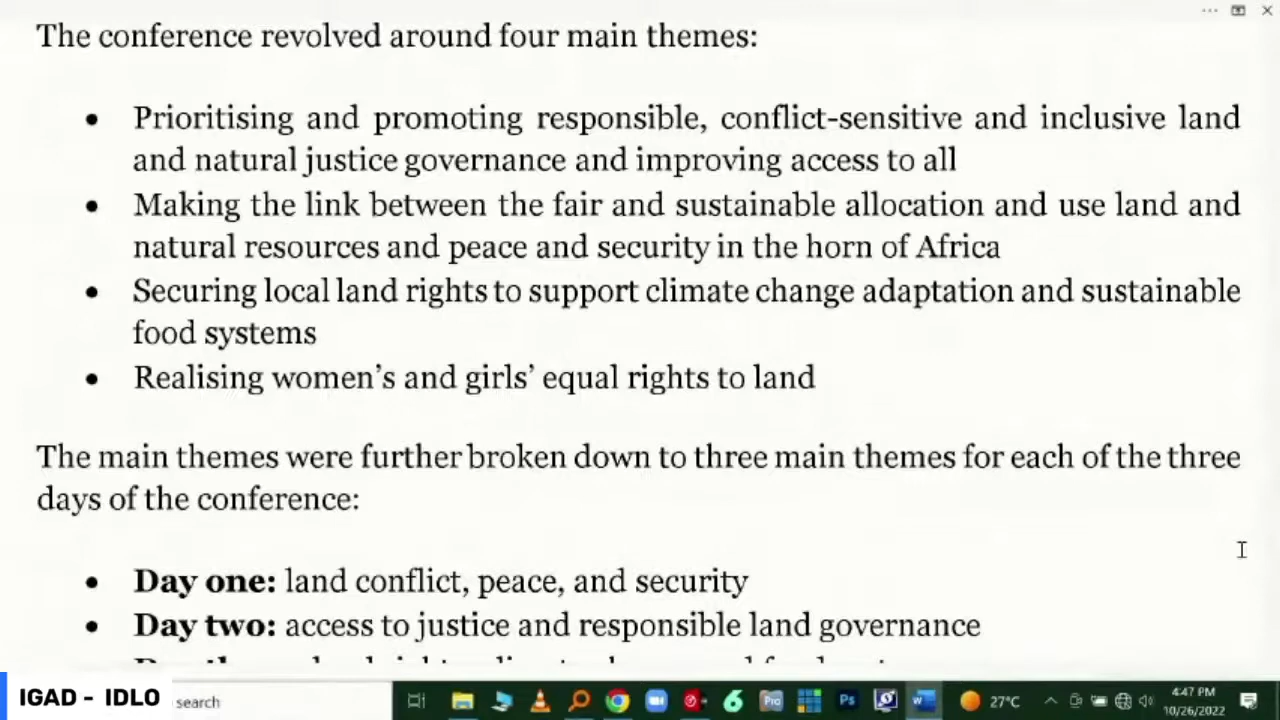 The conference revolved around four main themes:
• Prioritising and promoting responsible, conflict-sensitive and inclusive land
and natural justice governance and improving access to all
• Making the link between the fair and sustainable allocation and use land and
natural resources and peace and security in the horn of Africa
• Securing local land rights to support climate change adaptation and sustainable
food systems
• Realising women's and girls' equal rights to land
The main themes were further broken down to three main themes for each of the three
days of the conference:
• Day one: land conflict, peace, and security
• Day two: access to justice and responsible land governance
IGAD - IDLO
search
Pro
Ps
27°C
4:47 PM
10/26/2022